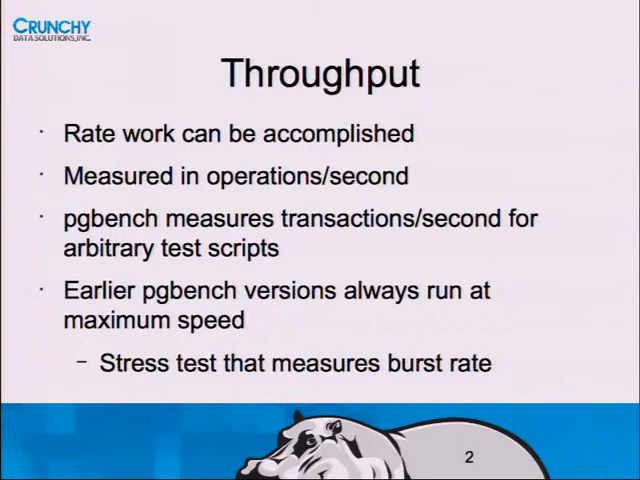 CRUNCHY
DATA SOLUTIONS, INC.
Throughput
· Rate work can be accomplished
· Measured in operations/second
· pgbench measures transactions/second for
arbitrary test scripts
· Earlier pgbench versions always run at
maximum speed
– Stress test that measures burst rate
2